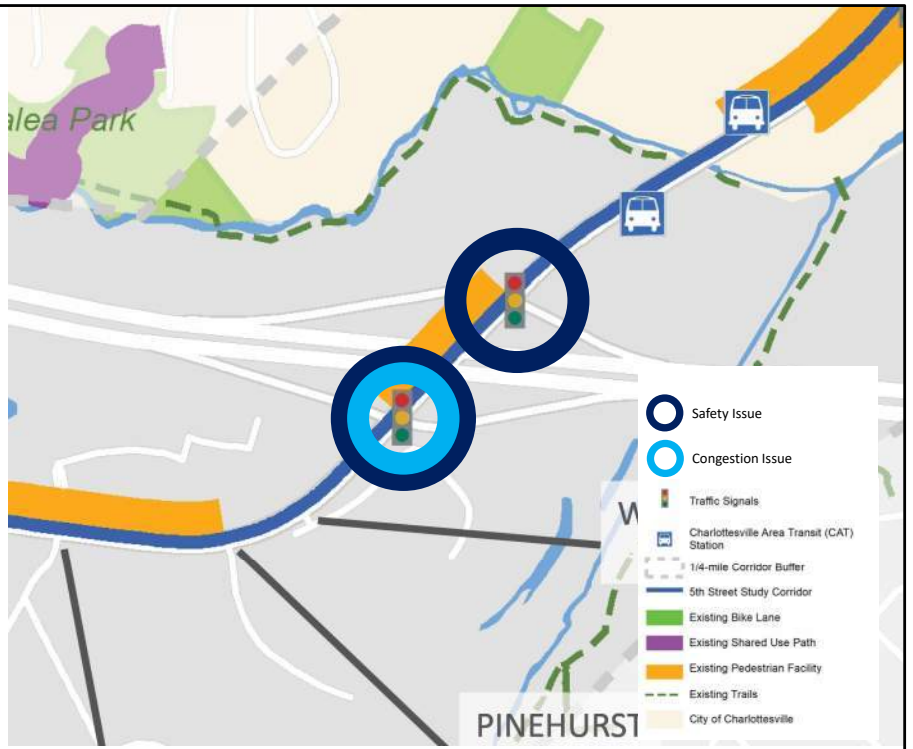 alea Park
W
PINEHURST
Safety Issue
Congestion Issue
Traffic Signals
Charlottesville Area Transit (CAT)
Station
1/4-mile Corridor Buffer
5th Street Study Corridor
Existing Bike Lane
Existing Shared Use Path
Existing Pedestrian Facility
Existing Trails
City of Charlottesville